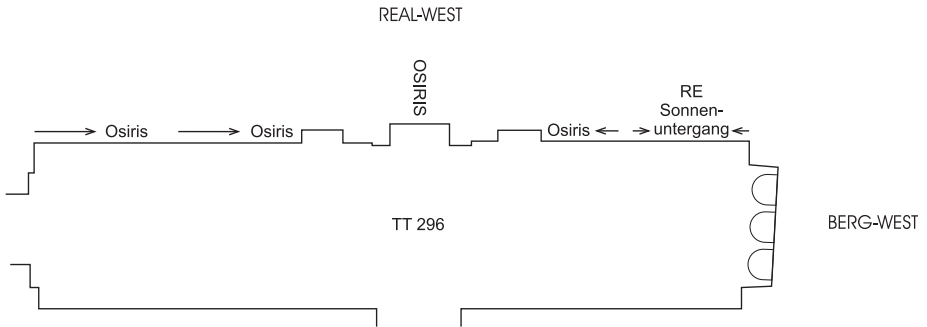 REAL-WEST
OSIRIS
RE
Osiris Osiris Osiris Sonnen-
untergang
TT 296
BERG-WEST